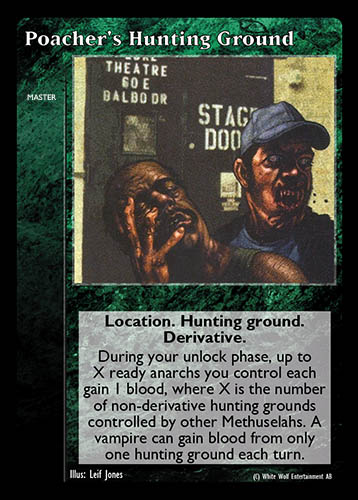 Poacher's Hunting Ground
MASTER
THEATRE
60E
BALBO DR
STAG
DOO
Location. Hunting ground.
Derivative.
During your unlock phase, up to
X ready anarchs you control each
gain 1 blood, where X is the number
of non-derivative hunting grounds
controlled by other Methuselahs. A
vampire can gain blood from only
one hunting ground each turn.
Illus: Leif Jones
(C) White Wolf Entertainment AB